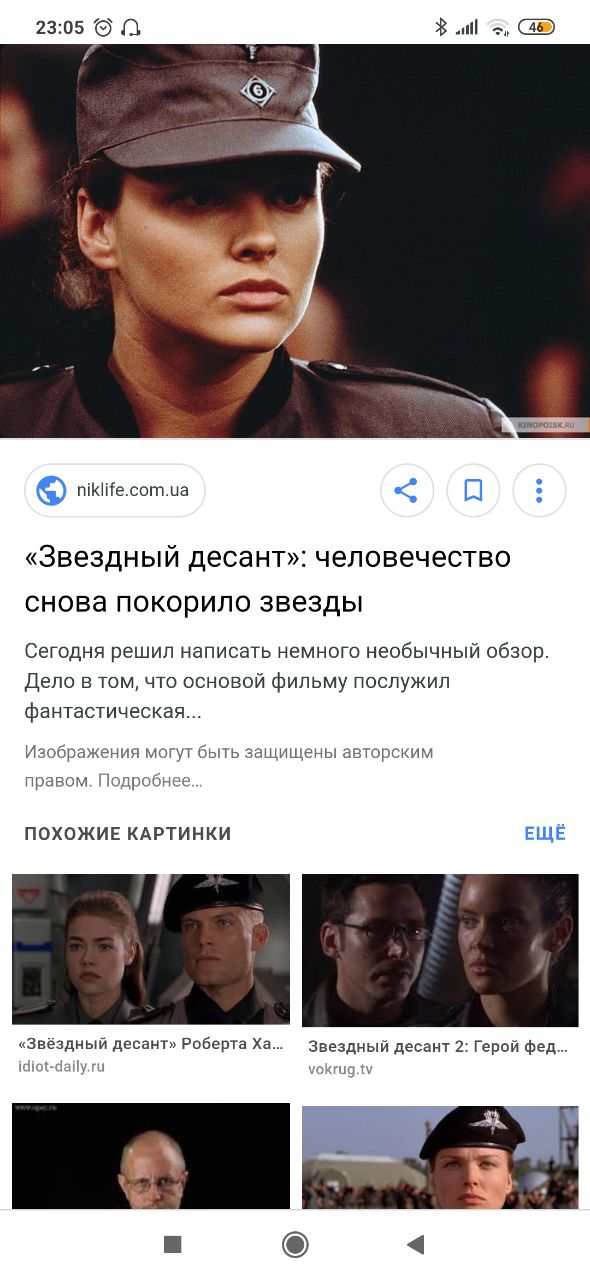 23:05
46
6
KINOPOISK.RU
niklife.com.ua
«Звездный десант»: человечество
снова покорило звезды
Сегодня решил написать немного необычный обзор.
Дело в том, что основой фильму послужил
фантастическая...
Изображения могут быть защищены авторским
правом. Подробнее...
ПОХОЖИЕ КАРТИНКИ
ЕЩЁ
«Звёздный десант» Роберта Ха...
idiot-daily.ru
Звездный десант 2: Герой фед...
vokrug.tv
www.oper.ru